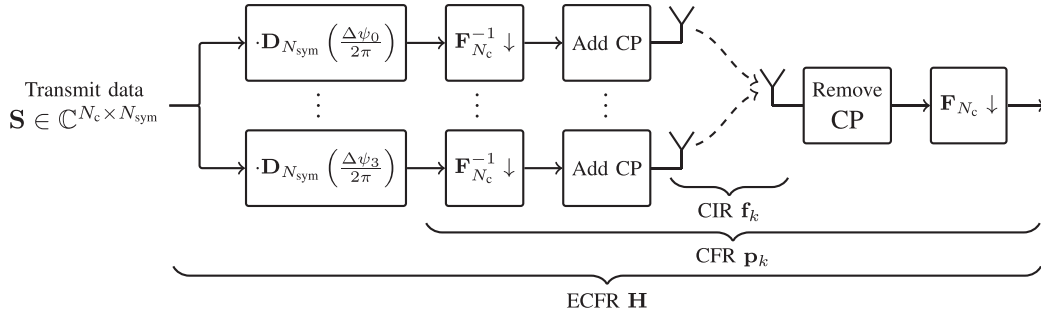 Transmit data
S ∈ ℂ^{N_c×N_sym}
·D_{N_sym} (Δψ_0/2π)
F_{N_c}^{-1} ↓
Add CP
⋮ ⋮ ⋮
·D_{N_sym} (Δψ_3/2π)
F_{N_c}^{-1} ↓
Add CP
Remove
CP
F_{N_c} ↓
CIR f_k
CFR p_k
ECFR H